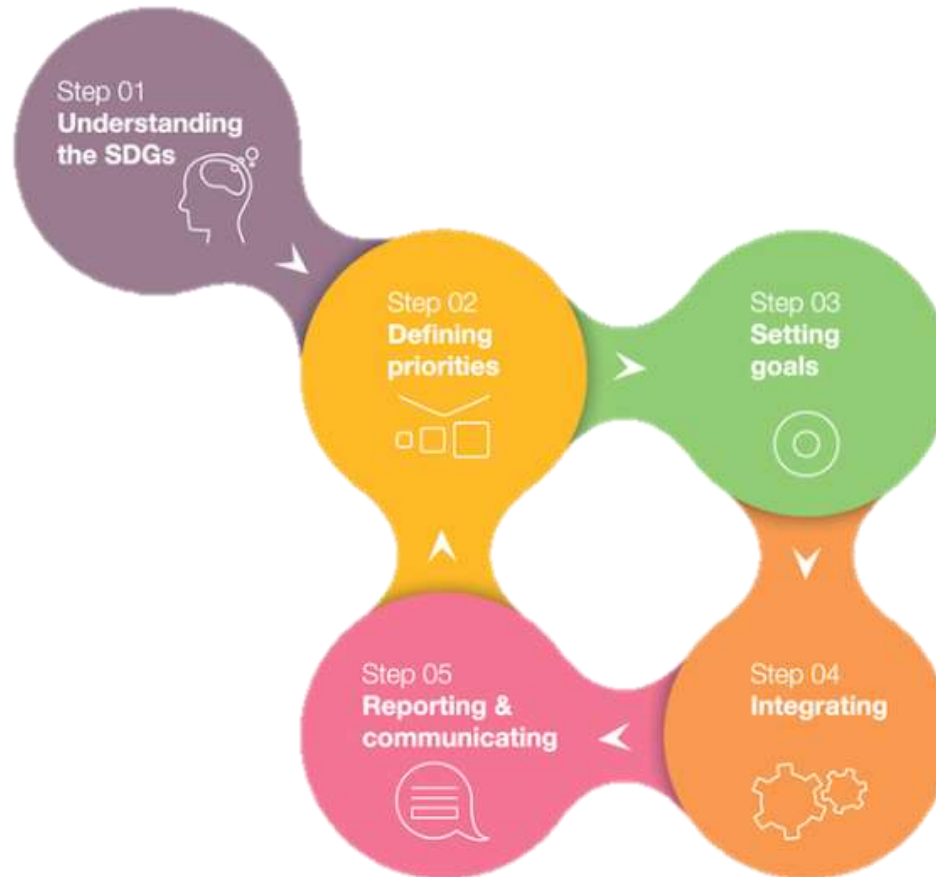 Step 01
Understanding
the SDGs
Step 02
Defining
priorities
Step 03
Setting
goals
Step 04
Integrating
Step 05
Reporting &
communicating